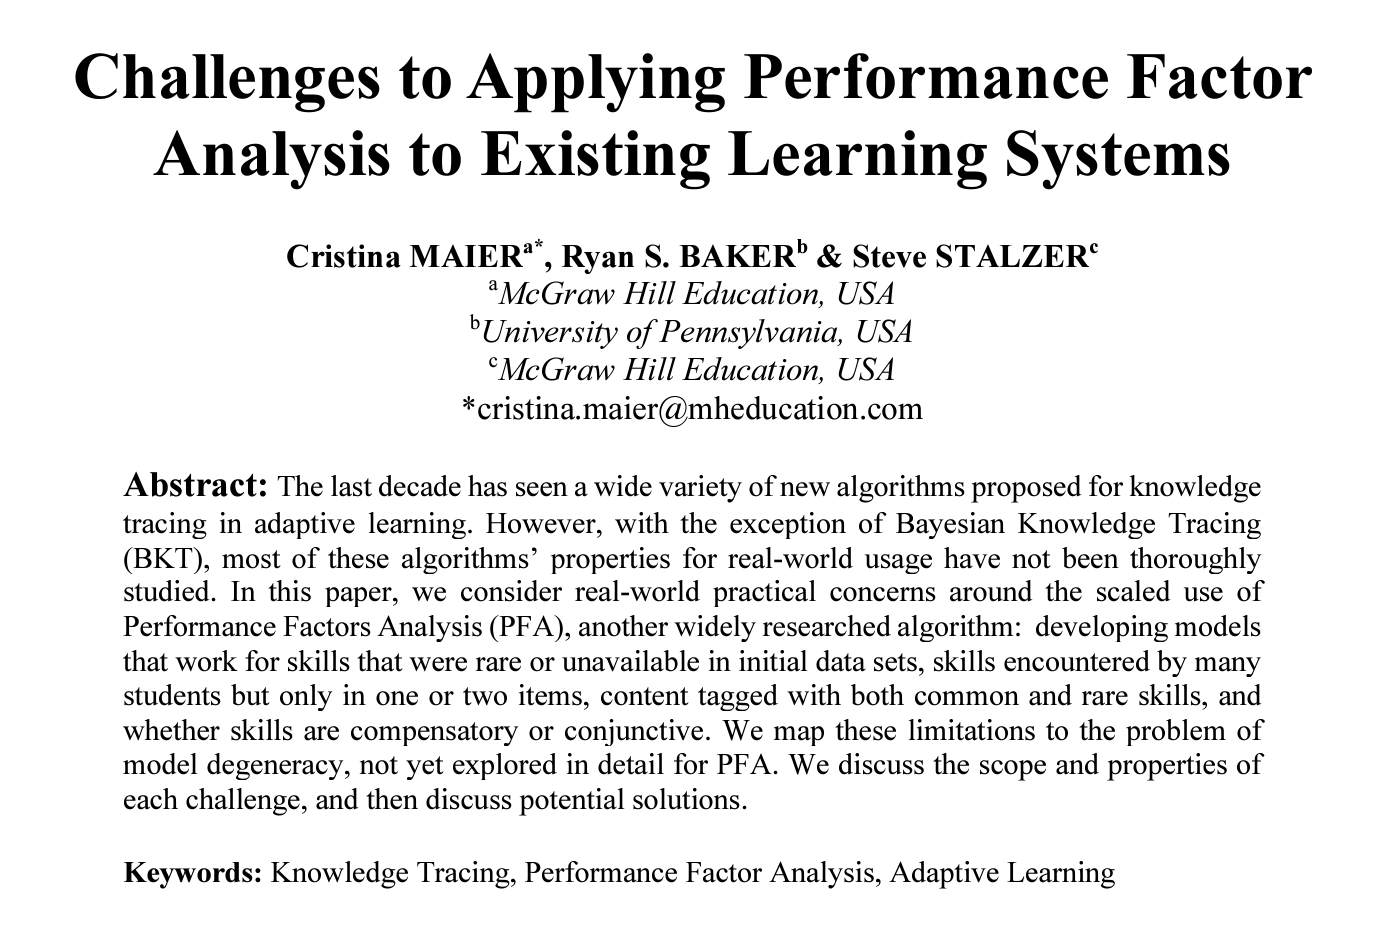 Challenges to Applying Performance Factor
Analysis to Existing Learning Systems
Cristina MAIERa*, Ryan S. BAKERb & Steve STALZERc
aMcGraw Hill Education, USA
bUniversity of Pennsylvania, USA
cMcGraw Hill Education, USA
*cristina.maier@mheducation.com
Abstract: The last decade has seen a wide variety of new algorithms proposed for knowledge
tracing in adaptive learning. However, with the exception of Bayesian Knowledge Tracing
(BKT), most of these algorithms’ properties for real-world usage have not been thoroughly
studied. In this paper, we consider real-world practical concerns around the scaled use of
Performance Factors Analysis (PFA), another widely researched algorithm: developing models
that work for skills that were rare or unavailable in initial data sets, skills encountered by many
students but only in one or two items, content tagged with both common and rare skills, and
whether skills are compensatory or conjunctive. We map these limitations to the problem of
model degeneracy, not yet explored in detail for PFA. We discuss the scope and properties of
each challenge, and then discuss potential solutions.
Keywords: Knowledge Tracing, Performance Factor Analysis, Adaptive Learning